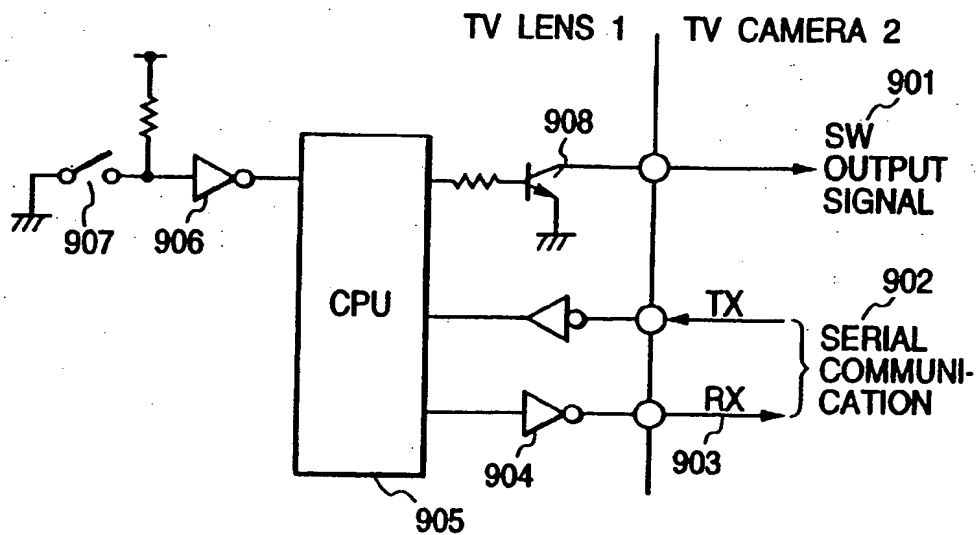 TV LENS 1
TV CAMERA 2
901
SW
OUTPUT
SIGNAL
908
907
906
CPU
902
TX
SERIAL
COMMUNI-
CATION
RX
903
904
905